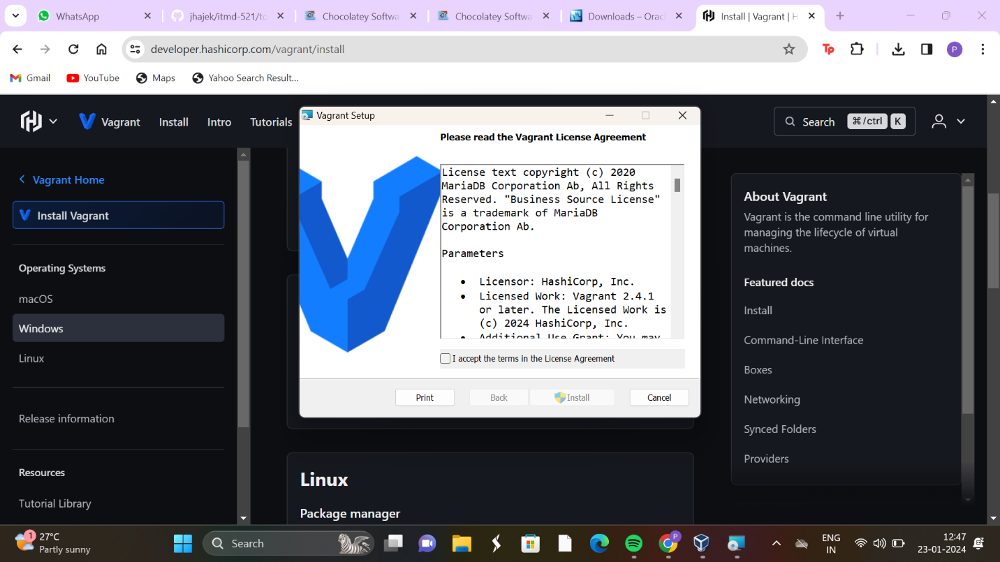 WhatsApp
jhajek/itmd-521/to
Chocolatey Softwa
Chocolatey Softwa
Downloads – Orac
Install | Vagrant | H
developer.hashicorp.com/vagrant/install
Tp
P
Gmail
YouTube
Maps
Yahoo Search Result...
Vagrant
Install
Intro
Tutorials
Search
⌘/ctrl
K
Vagrant Home
Install Vagrant
Operating Systems
macOS
Windows
Linux
Release information
Resources
Tutorial Library
Vagrant Setup
Please read the Vagrant License Agreement
License text copyright (c) 2020
MariaDB Corporation Ab, All Rights
Reserved. "Business Source License"
is a trademark of MariaDB
Corporation Ab.
Parameters
• Licensor: HashiCorp, Inc.
• Licensed Work: Vagrant 2.4.1
or later. The Licensed Work is
(c) 2024 HashiCorp, Inc.
• Additional Use Grant: You may
I accept the terms in the License Agreement
Print
Back
Install
Cancel
Linux
Package manager
About Vagrant
Vagrant is the command line utility for
managing the lifecycle of virtual
machines.
Featured docs
Install
Command-Line Interface
Boxes
Networking
Synced Folders
Providers
1
27°C
Partly sunny
Search
P
ENG
IN
12:47
23-01-2024